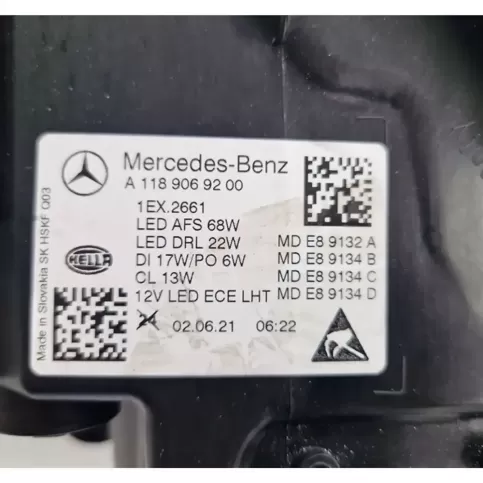 Mercedes-Benz
A 118 906 92 00
1EX.2661
LED AFS 68W
LED DRL 22W MD E8 9132 A
DI 17W/PO 6W MD E8 9134 B
CL 13W MD E8 9134 C
12V LED ECE LHT MD E8 9134 D
02.06.21 06:22
HELLA
Made in Slovakia SK HSKF Q03